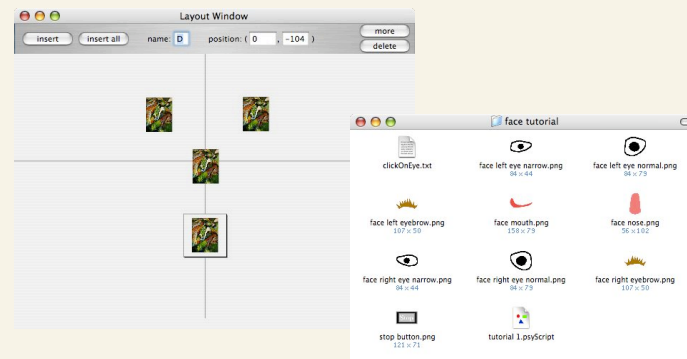 Layout Window
insert insert all name: D position: ( 0 , -104 ) more
delete
face tutorial
clickOnEye.txt face left eye narrow.png face left eye normal.png
84 x 44 84 x 79
face left eyebrow.png face mouth.png face nose.png
107 x 50 158 x 73 56 x 102
face right eye narrow.png face right eye normal.png face right eyebrow.png
84 x 44 84 x 79 107 x 50
stop button.png tutorial 1.psyScript
121 x 71